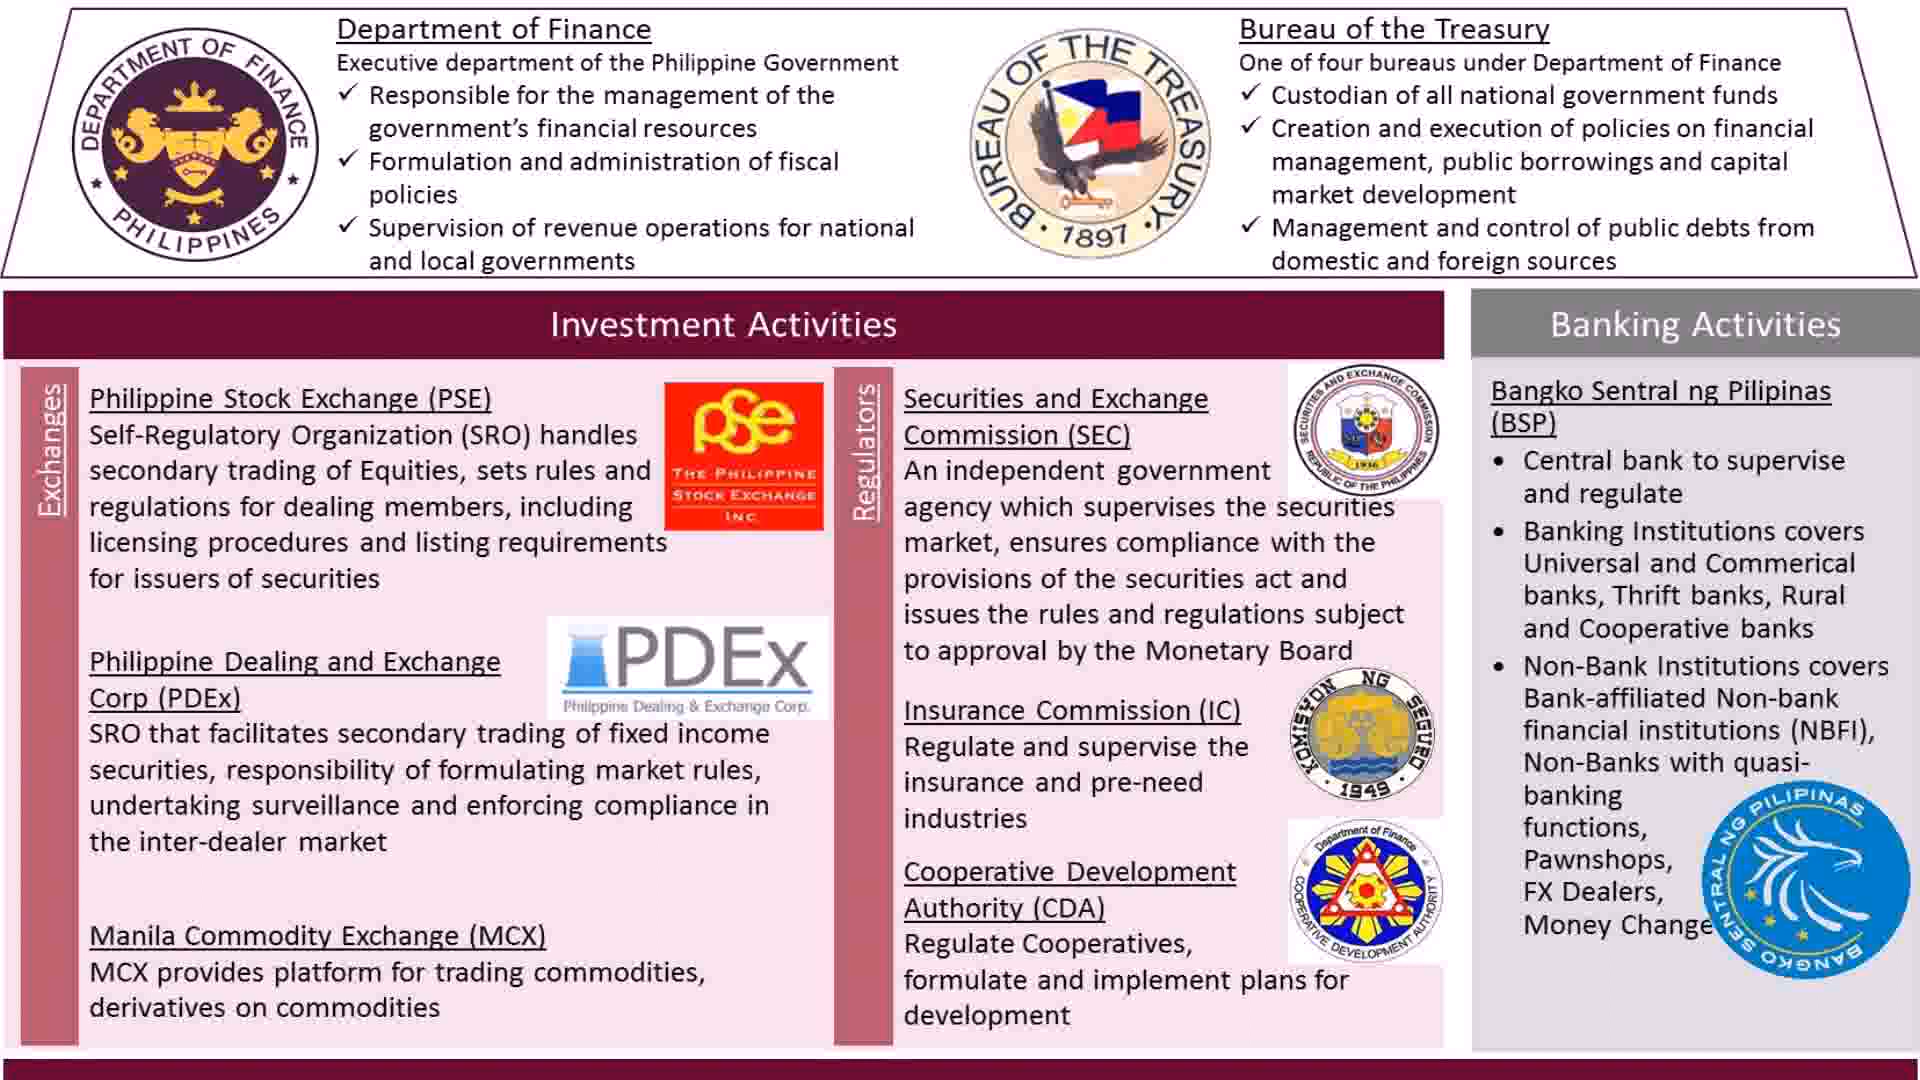 DEPARTMENT OF FINANCE
PHILIPPINES
Department of Finance
Executive department of the Philippine Government
✓ Responsible for the management of the
government's financial resources
✓ Formulation and administration of fiscal
policies
✓ Supervision of revenue operations for national
and local governments
BUREAU OF THE TREASURY
1897
Bureau of the Treasury
One of four bureaus under Department of Finance
✓ Custodian of all national government funds
✓ Creation and execution of policies on financial
management, public borrowings and capital
market development
✓ Management and control of public debts from
domestic and foreign sources
Investment Activities
Exchanges
Philippine Stock Exchange (PSE)
Self-Regulatory Organization (SRO) handles
secondary trading of Equities, sets rules and
regulations for dealing members, including
licensing procedures and listing requirements
for issuers of securities
pse
THE PHILIPPINE
STOCK EXCHANGE
INC
Philippine Dealing and Exchange
Corp (PDEx)
SRO that facilitates secondary trading of fixed income
securities, responsibility of formulating market rules,
undertaking surveillance and enforcing compliance in
the inter-dealer market
PDEx
Philippine Dealing & Exchange Corp.
Manila Commodity Exchange (MCX)
MCX provides platform for trading commodities,
derivatives on commodities
Regulators
Securities and Exchange
Commission (SEC)
An independent government
agency which supervises the securities
market, ensures compliance with the
provisions of the securities act and
issues the rules and regulations subject
to approval by the Monetary Board
SECURITIES AND EXCHANGE COMMISSION
1936
REPUBLIC OF THE PHILIPPINES
Insurance Commission (IC)
Regulate and supervise the
insurance and pre-need
industries
KOMISYON NG SEGURO
1949
Cooperative Development
Authority (CDA)
Regulate Cooperatives,
formulate and implement plans for
development
Department of Finance
COOPERATIVE DEVELOPMENT AUTHORITY
Banking Activities
Bangko Sentral ng Pilipinas
(BSP)
• Central bank to supervise
and regulate
• Banking Institutions covers
Universal and Commerical
banks, Thrift banks, Rural
and Cooperative banks
• Non-Bank Institutions covers
Bank-affiliated Non-bank
financial institutions (NBFI),
Non-Banks with quasi-
banking
functions,
Pawnshops,
FX Dealers,
Money Change
BANGKO SENTRAL NG PILIPINAS